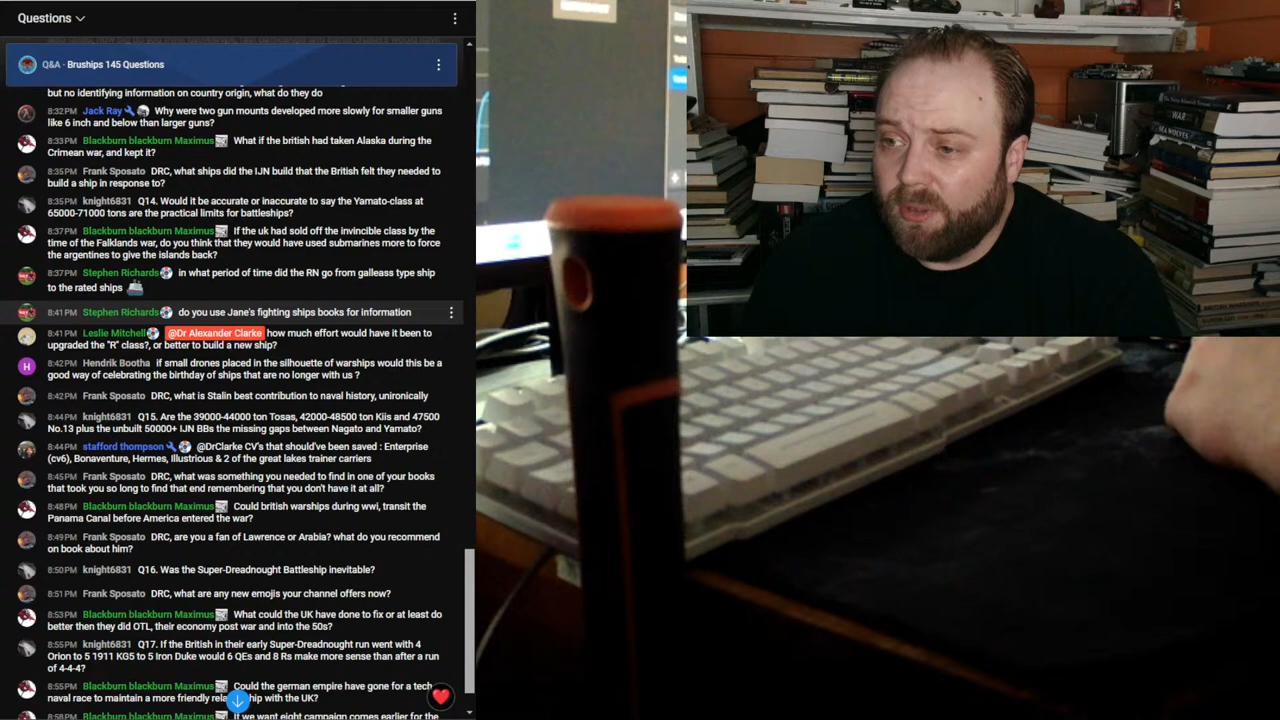 Questions
Q&A · Bruships 145 Questions
but no identifying information on country origin, what do they do
8:32 PM Jack Ray Why were two gun mounts developed more slowly for smaller guns
like 6 inch and below than larger guns?
8:33 PM Blackburn blackburn Maximus What if the british had taken Alaska during the
Crimean war, and kept it?
8:35 PM Frank Sposato DRC, what ships did the IJN build that the British felt they needed to
build a ship in response to?
8:35 PM knight6831 Q14. Would it be accurate or inaccurate to say the Yamato-class at
65000-71000 tons are the practical limits for battleships?
8:37 PM Blackburn blackburn Maximus If the uk had sold off the invincible class by the
time of the Falklands war, do you think that they would have used submarines more to force
the argentines to give the islands back?
8:37 PM Stephen Richards in what period of time did the RN go from galleass type ship
to the rated ships
8:41 PM Stephen Richards do you use Jane's fighting ships books for information
8:41 PM Leslie Mitchell @Dr Alexander Clarke how much effort would have it been to
upgraded the "R" class?, or better to build a new ship?
8:42 PM Hendrik Bootha if small drones placed in the silhouette of warships would this be a
good way of celebrating the birthday of ships that are no longer with us ?
8:42 PM Frank Sposato DRC, what is Stalin best contribution to naval history, unironically
8:44 PM knight6831 Q15. Are the 39000-44000 ton Tosas, 42000-48500 ton Kiis and 47500
No.13 plus the unbuilt 50000+ IJN BBs the missing gaps between Nagato and Yamato?
8:44 PM stafford thompson @DrClarke CV's that should've been saved : Enterprise
(cv6), Bonaventure, Hermes, Illustrious & 2 of the great lakes trainer carriers
8:45 PM Frank Sposato DRC, what was something you needed to find in one of your books
that took you so long to find that end remembering that you don't have it at all?
8:48 PM Blackburn blackburn Maximus Could british warships during wwi, transit the
Panama Canal before America entered the war?
8:49 PM Frank Sposato DRC, are you a fan of Lawrence or Arabia? what do you recommend
on book about him?
8:50 PM knight6831 Q16. Was the Super-Dreadnought Battleship inevitable?
8:51 PM Frank Sposato DRC, what are any new emojis your channel offers now?
8:53 PM Blackburn blackburn Maximus What could the UK have done to fix or at least do
better then they did OTL, their economy post war and into the 50s?
8:55 PM knight6831 Q17. If the British in their early Super-Dreadnought run went with 4
Orion to 5 1911 KG5 to 5 Iron Duke would 6 QEs and 8 Rs make more sense than after a run
of 4-4-4?
8:55 PM Blackburn blackburn Maximus Could the german empire have gone for a tech
naval race to maintain a more friendly ship with the UK?
8:58 PM Blackburn blackburn Maximus If we want eight campaign comes earlier for the
WAR
SEA WOLVES